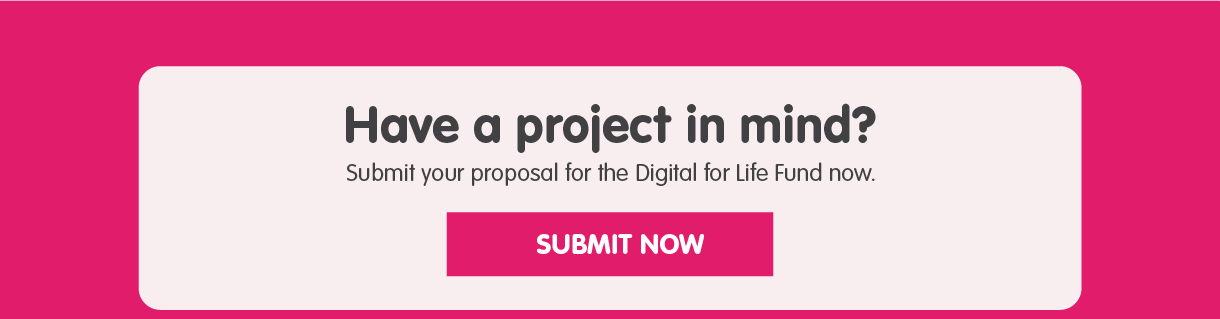 Have a project in mind?
Submit your proposal for the Digital for Life Fund now.
SUBMIT NOW